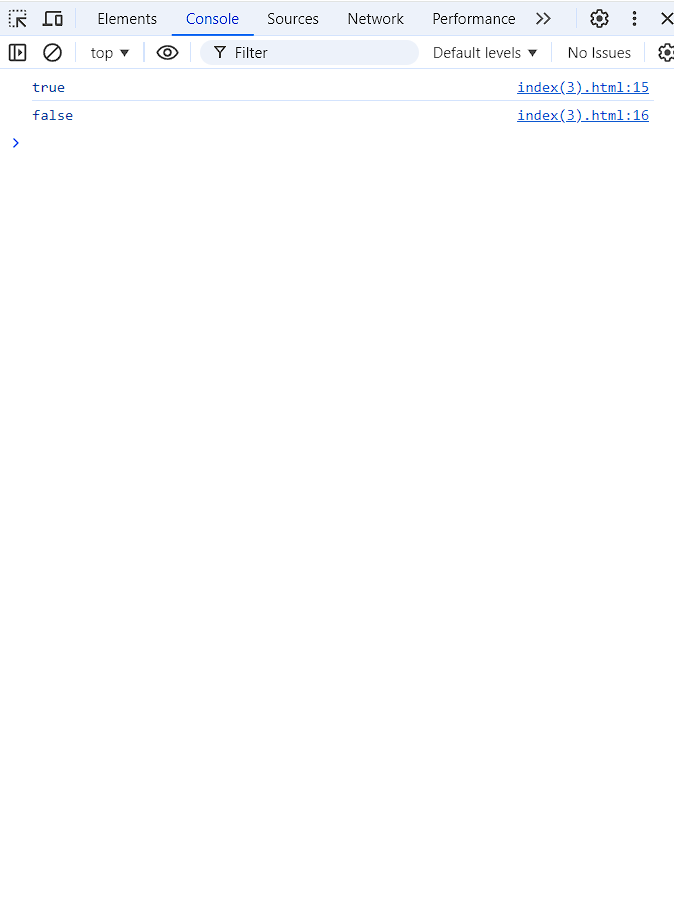 Elements Console Sources Network Performance
top Filter Default levels No Issues
true index(3).html:15
false index(3).html:16